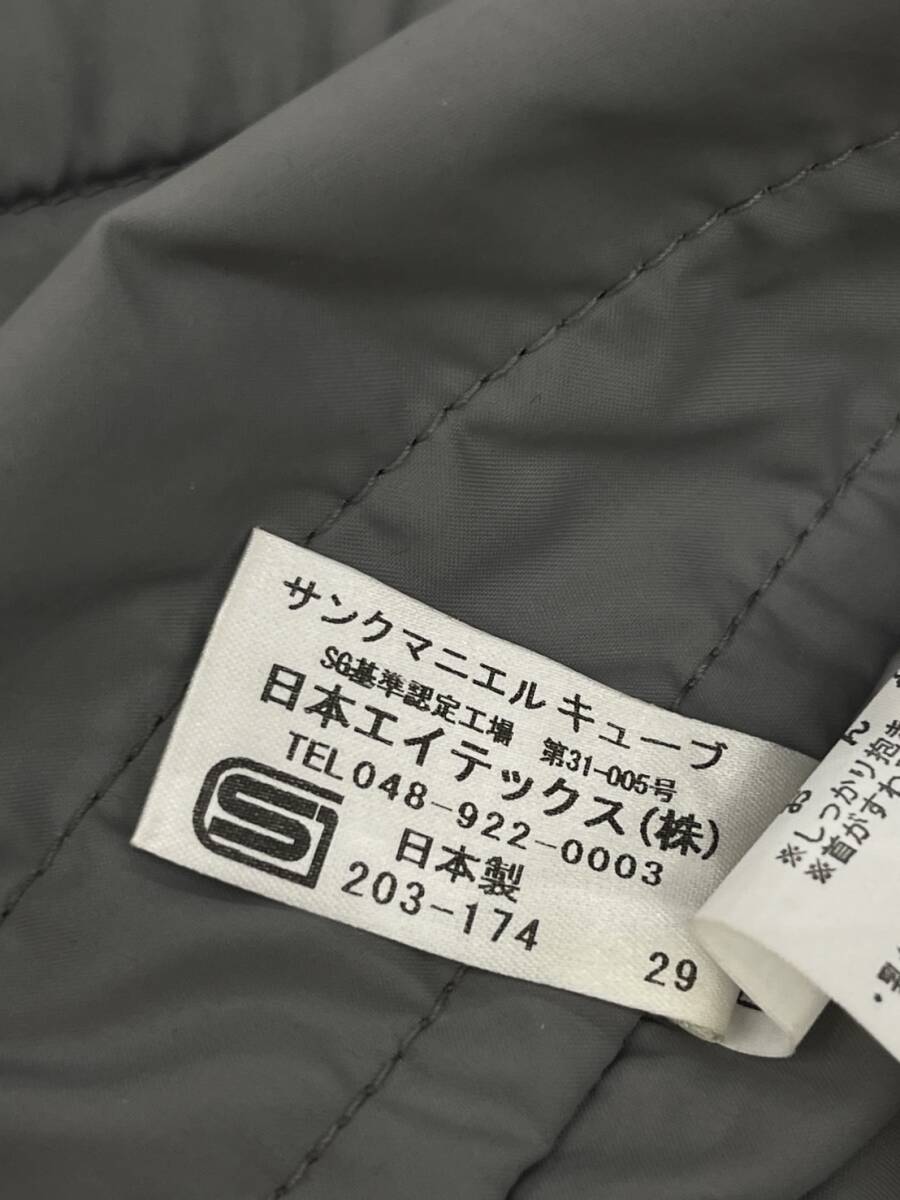 サンクマニエル キューブ
SG基準認定工場 第31-005号
日本エイテックス(株)
TEL 048-922-0003
日本製
203-174
29
※しっかり抱き
※首がすわ